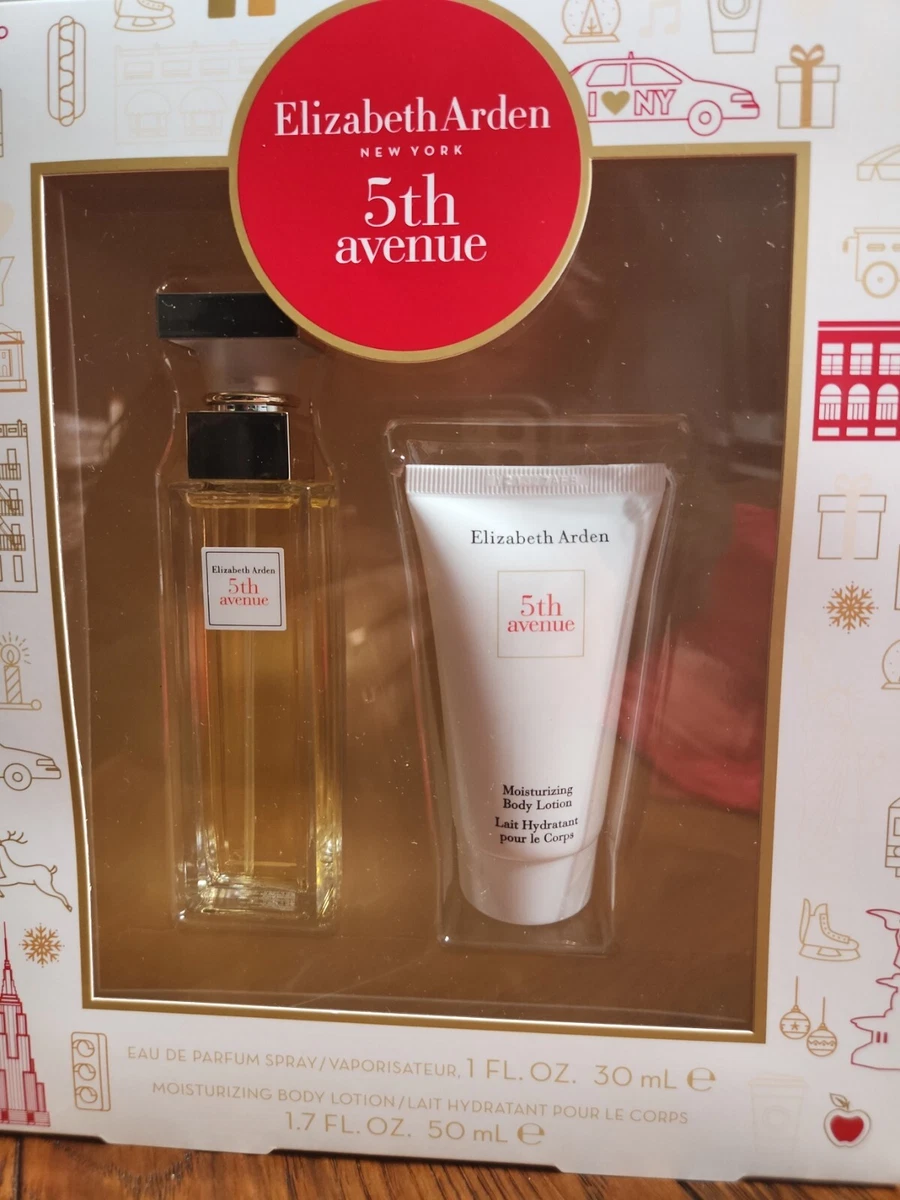 I ♥ NY
Elizabeth Arden
NEW YORK
5th
avenue
Elizabeth Arden
5th
avenue
Elizabeth Arden
5th
avenue
Moisturizing
Body Lotion
Lait Hydratant
pour le Corps
EAU DE PARFUM SPRAY/VAPORISATEUR, 1 FL. OZ. 30 mL ℮
MOISTURIZING BODY LOTION/LAIT HYDRATANT POUR LE CORPS
1.7 FL. OZ. 50 mL ℮